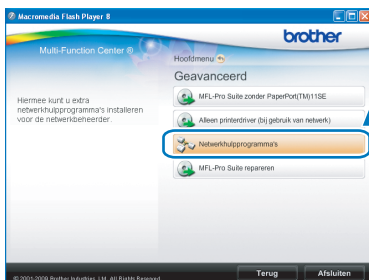 Macromedia Flash Player 8
brother
Multi-Function Center ®
Hoofdmenu
Geavanceerd
Hiermee kunt u extra
netwerkhulpprogramma's installeren
voor de netwerkbeheerder.
MFL-Pro Suite zonder PaperPort(TM)11SE
Alleen printerdriver (bij gebruik van netwerk)
Netwerkhulpprogramma's
MFL-Pro Suite repareren
Terug
Afsluiten
© 2001-2008 Brother Industries, Ltd. All Rights Reserved.